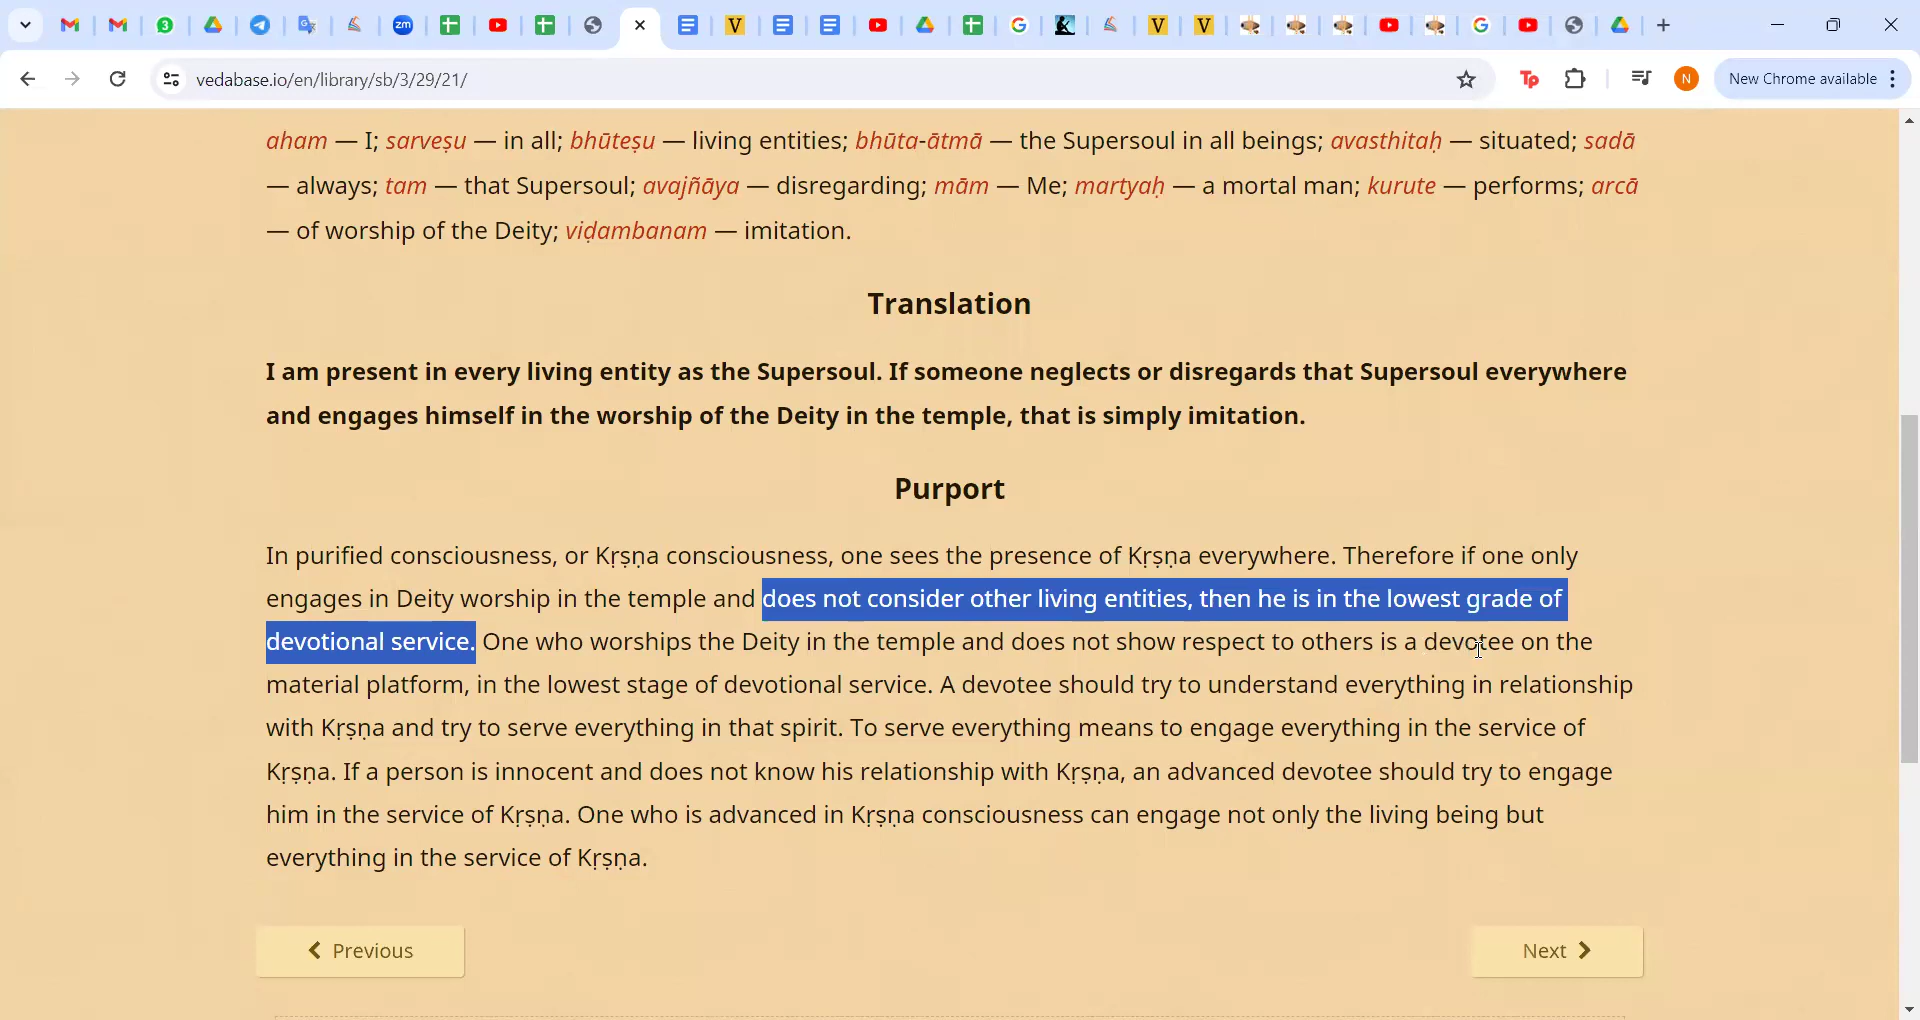 3
zm
vedabase.io/en/library/sb/3/29/21/
Tp
N
New Chrome available
aham — I; sarveṣu — in all; bhūteṣu — living entities; bhūta-ātmā — the Supersoul in all beings; avasthitaḥ — situated; sadā
— always; tam — that Supersoul; avajñāya — disregarding; mām — Me; martyaḥ — a mortal man; kurute — performs; arcā
— of worship of the Deity; viḍambanam — imitation.
Translation
I am present in every living entity as the Supersoul. If someone neglects or disregards that Supersoul everywhere
and engages himself in the worship of the Deity in the temple, that is simply imitation.
Purport
In purified consciousness, or Kṛṣṇa consciousness, one sees the presence of Kṛṣṇa everywhere. Therefore if one only
engages in Deity worship in the temple and does not consider other living entities, then he is in the lowest grade of
devotional service. One who worships the Deity in the temple and does not show respect to others is a devotee on the
material platform, in the lowest stage of devotional service. A devotee should try to understand everything in relationship
with Kṛṣṇa and try to serve everything in that spirit. To serve everything means to engage everything in the service of
Kṛṣṇa. If a person is innocent and does not know his relationship with Kṛṣṇa, an advanced devotee should try to engage
him in the service of Kṛṣṇa. One who is advanced in Kṛṣṇa consciousness can engage not only the living being but
everything in the service of Kṛṣṇa.
Previous
Next